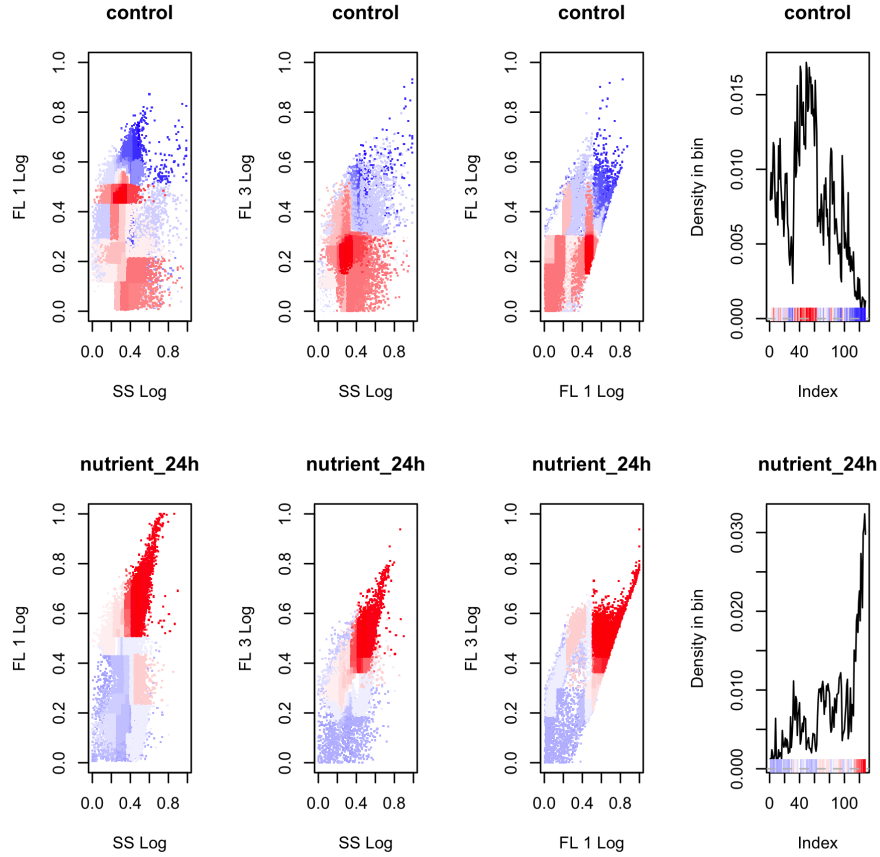 control control control control
FL 1 Log
0.0 0.2 0.4 0.6 0.8 1.0
0.0 0.4 0.8
SS Log
FL 3 Log
0.0 0.2 0.4 0.6 0.8 1.0
0.0 0.4 0.8
SS Log
FL 3 Log
0.0 0.2 0.4 0.6 0.8 1.0
0.0 0.4 0.8
FL 1 Log
Density in bin
0.000 0.005 0.010 0.015
0 40 100
Index
nutrient_24h nutrient_24h nutrient_24h nutrient_24h
FL 1 Log
0.0 0.2 0.4 0.6 0.8 1.0
0.0 0.4 0.8
SS Log
FL 3 Log
0.0 0.2 0.4 0.6 0.8 1.0
0.0 0.4 0.8
SS Log
FL 3 Log
0.0 0.2 0.4 0.6 0.8 1.0
0.0 0.4 0.8
FL 1 Log
Density in bin
0.000 0.010 0.020 0.030
0 40 100
Index